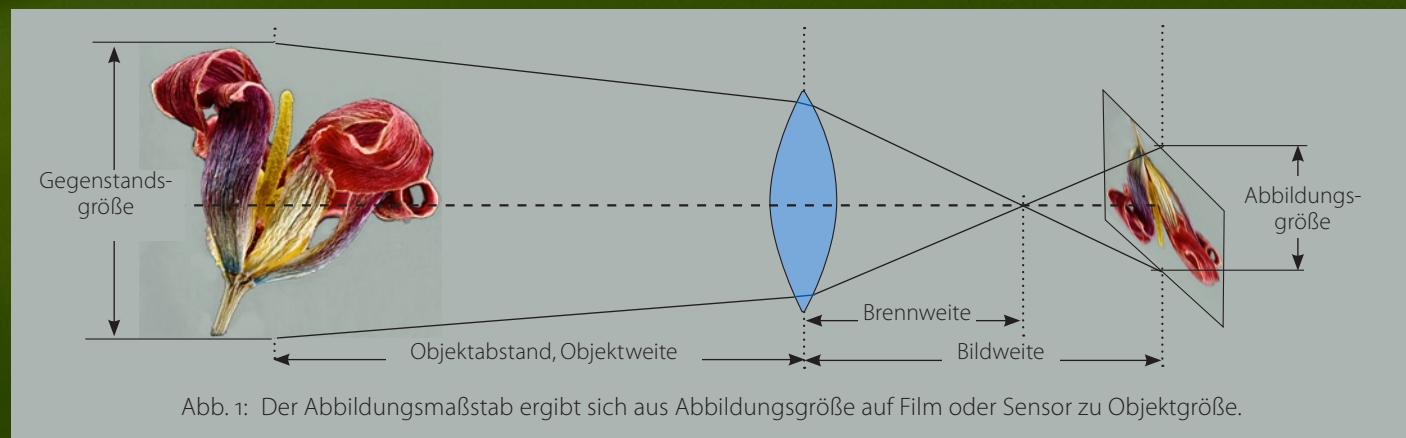 Gegenstands-
größe
Abbildungs-
größe
Brennweite
Objektabstand, Objektweite
Bildweite
Abb. 1: Der Abbildungsmaßstab ergibt sich aus Abbildungsgröße auf Film oder Sensor zu Objektgröße.